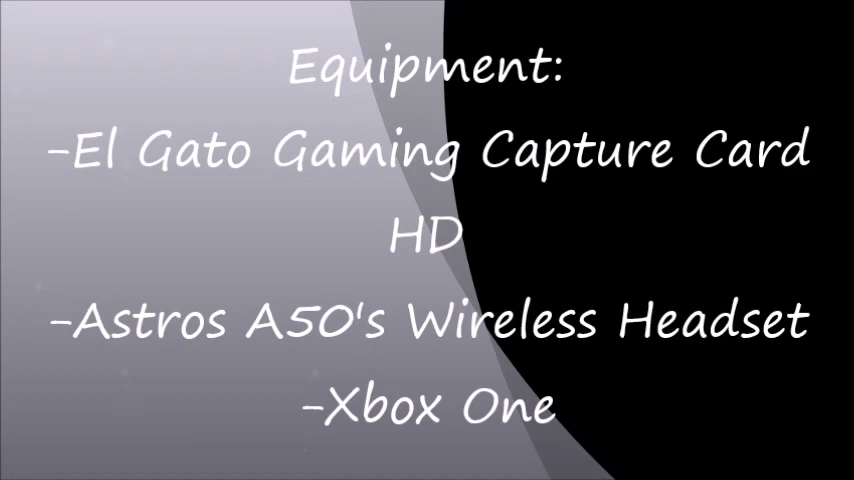 Equipment:
-El Gato Gaming Capture Card
HD
-Astros A50's Wireless Headset
-Xbox One